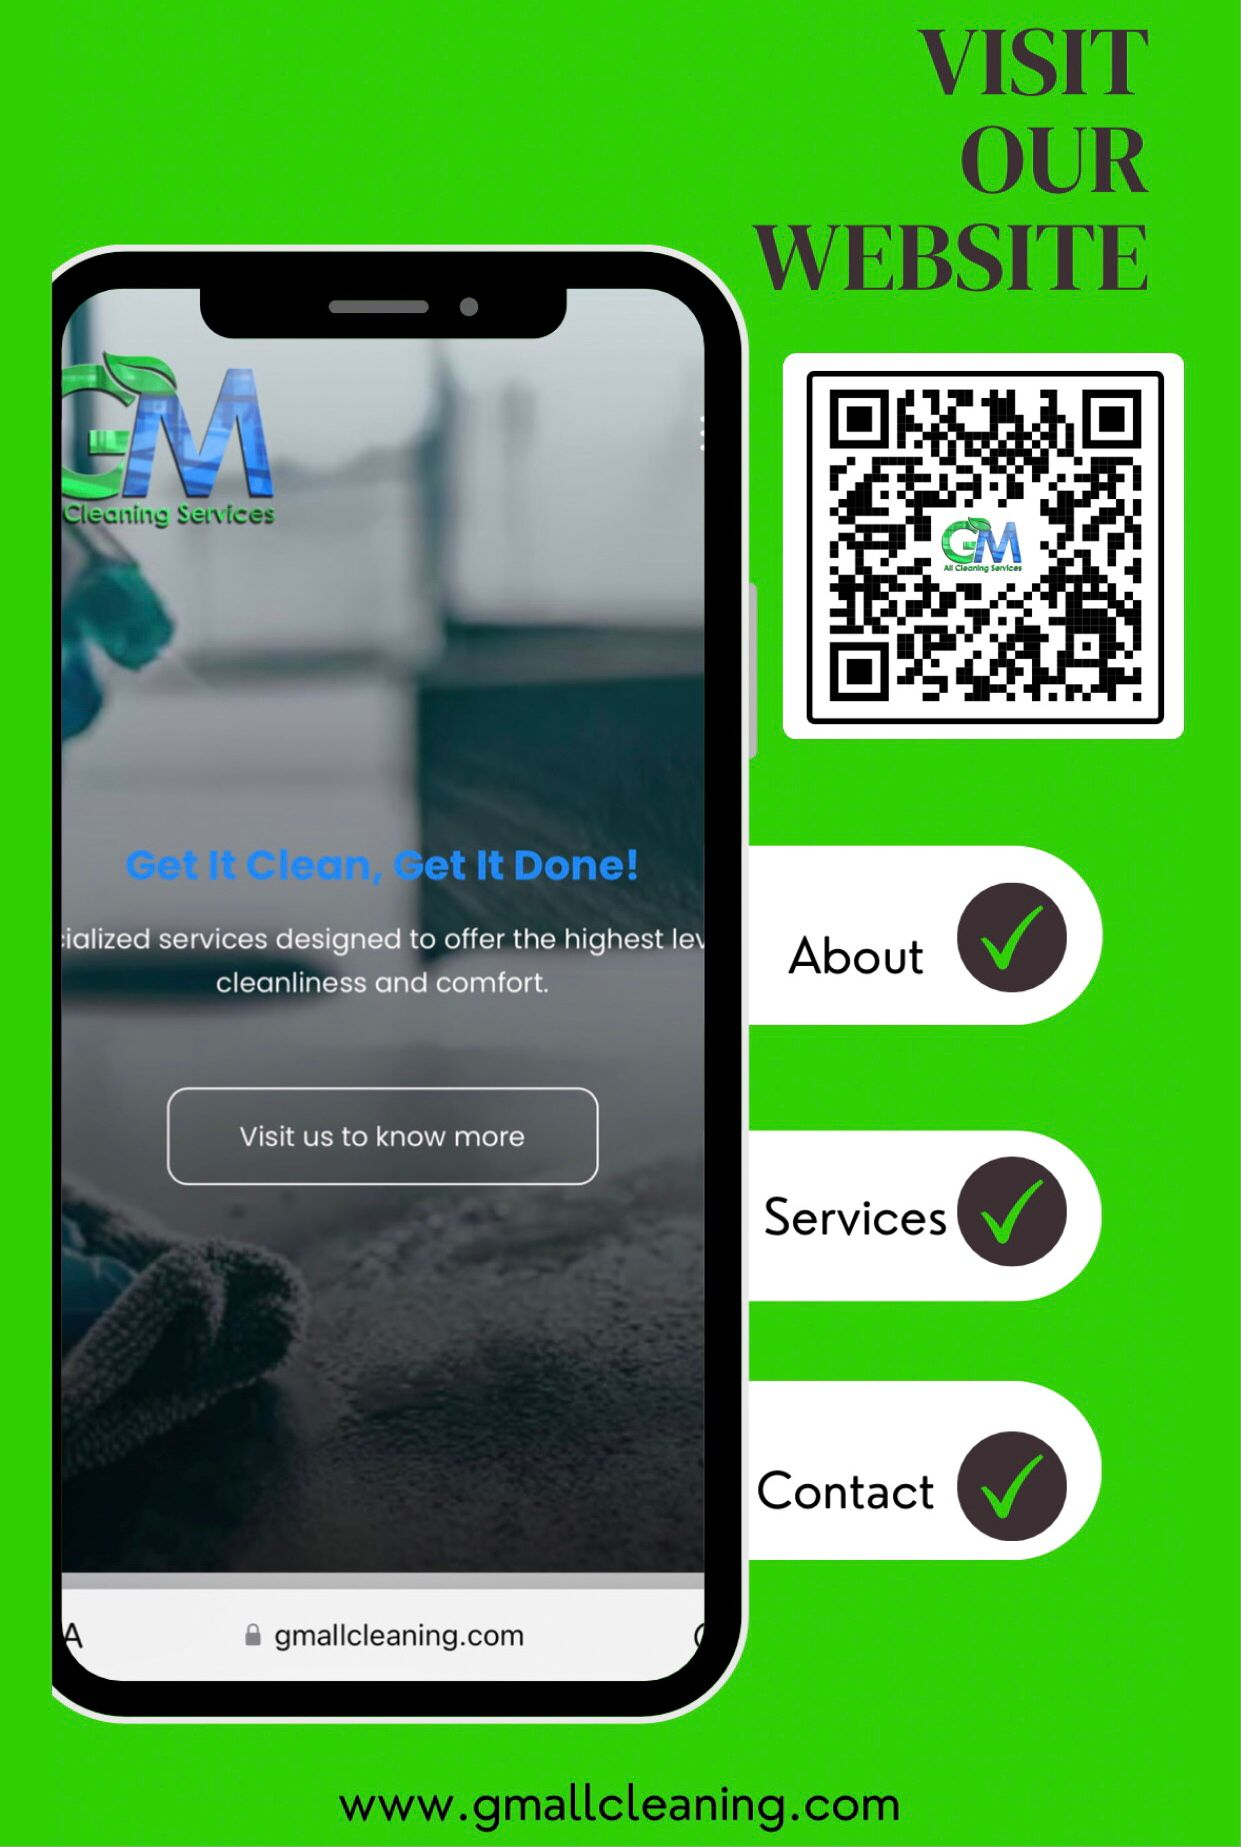 VISIT
OUR
WEBSITE
GM
Cleaning Services
GM
All Cleaning Services
Get It Clean, Get It Done!
services designed to offer the highest
cleanliness and comfort.
Visit us to know more
About
Services
Contact
A
gmallcleaning.com
www.gmallcleaning.com